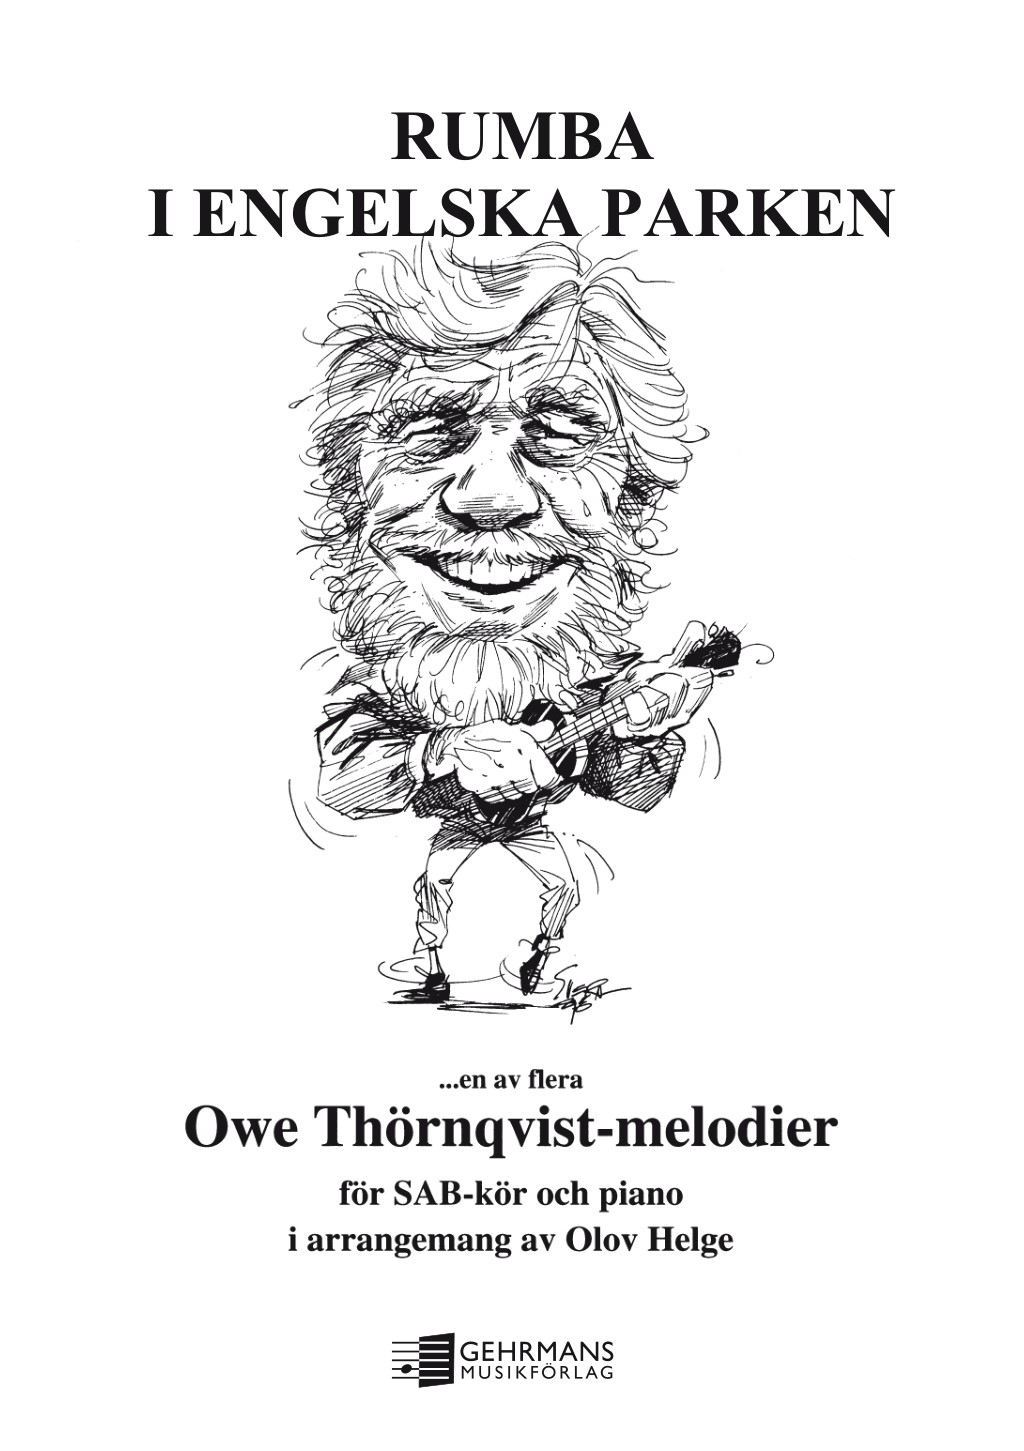 RUMBA
I ENGELSKA PARKEN
...en av flera
Owe Thörnqvist-melodier
för SAB-kör och piano
i arrangemang av Olov Helge
GEHRMANS
MUSIKFÖRLAG